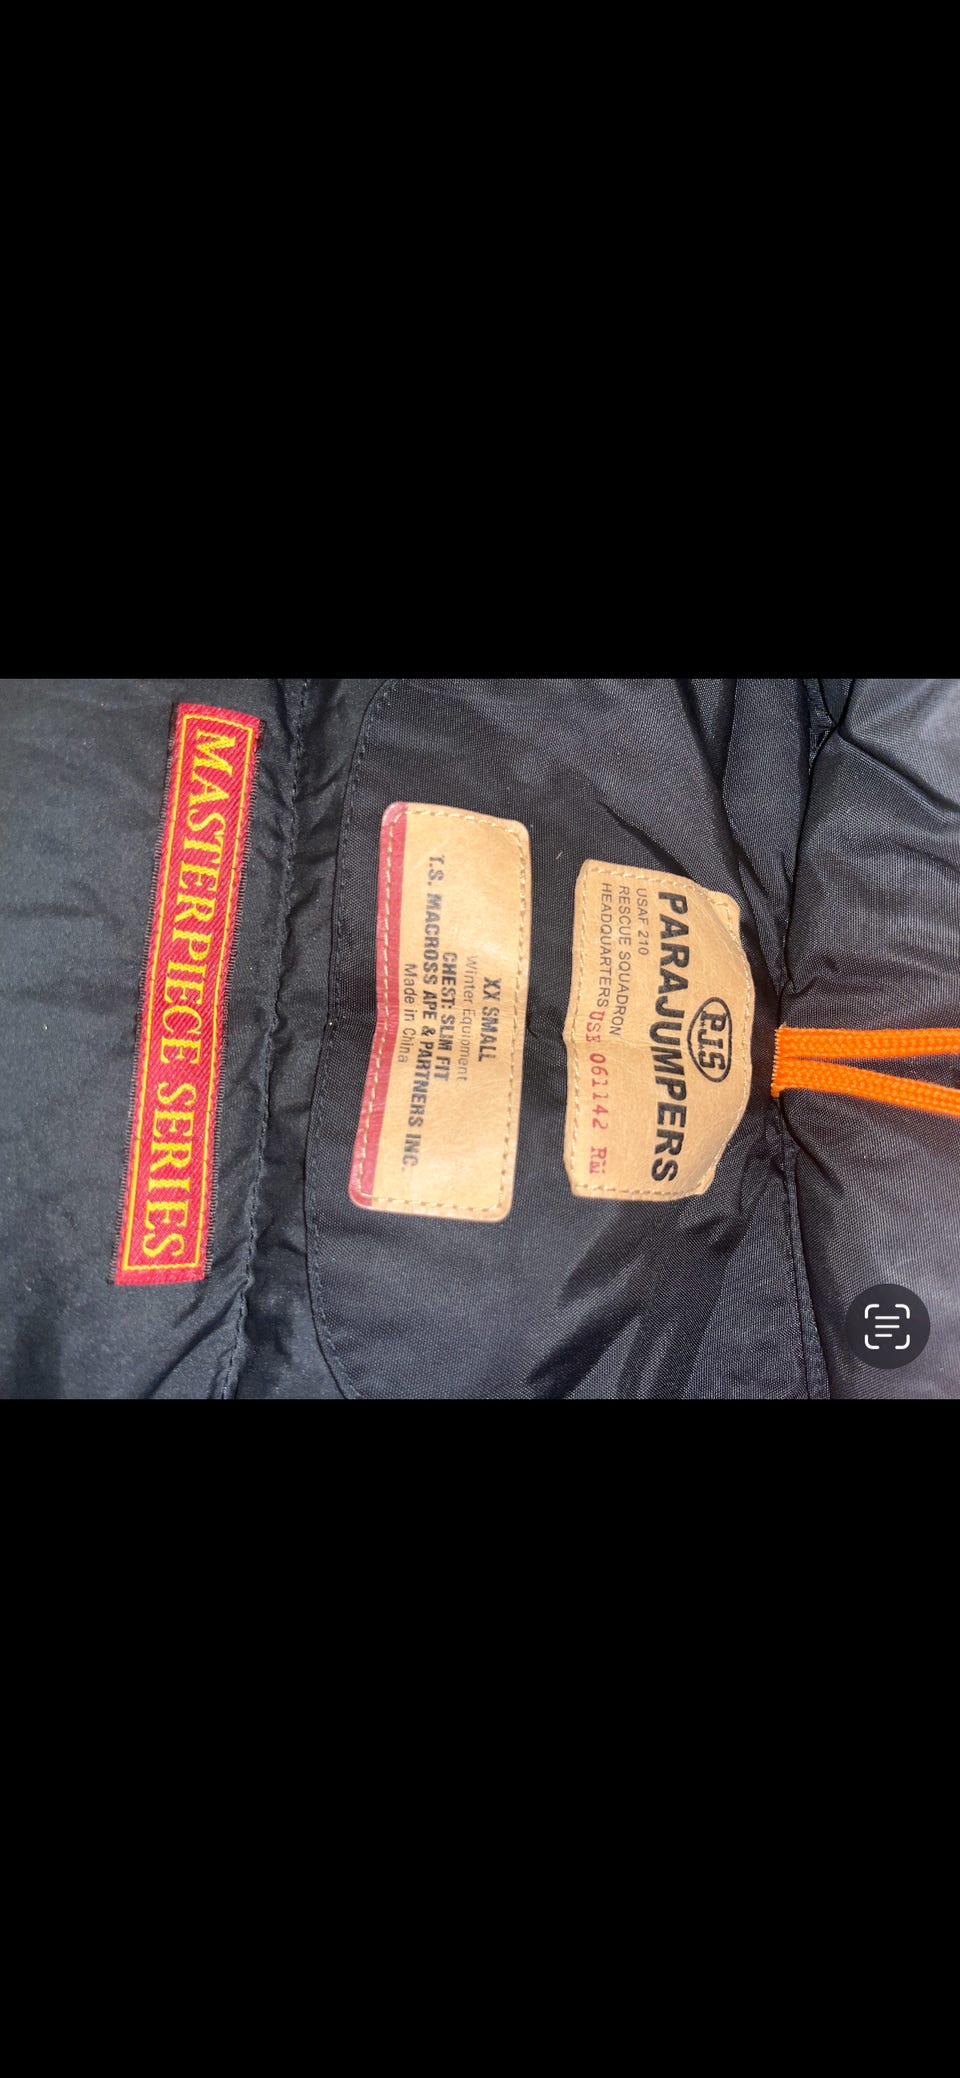 P.J.S
PARAJUMPERS
USAF 210
RESCUE SQUADRON
HEADQUARTERS USE 061142 RN
XX SMALL
Winter Equipment
CHEST: SLIM FIT
T.S. MACROSS APE & PARTNERS INC.
Made in China
MASTERPIECE SERIES